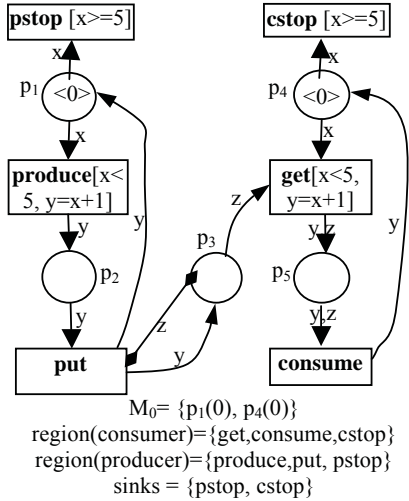 pstop [x>=5]
cstop [x>=5]
x
x
p1
<0>
p4
<0>
x
x
produce[x<
5, y=x+1]
z
get[x<5,
y=x+1]
y
y
p3
y,z
y
p2
p5
y
z
y
y,z
put
consume
M0= {p1(0), p4(0)}
region(consumer)={get,consume,cstop}
region(producer)={produce,put, pstop}
sinks = {pstop, cstop}